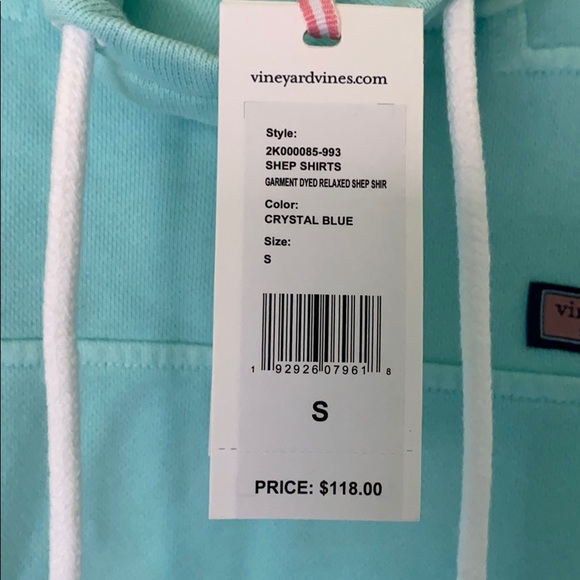 vineyardvines.com
Style:
2K000085-993
SHEP SHIRTS
GARMENT DYED RELAXED SHEP SHIR
Color:
CRYSTAL BLUE
Size:
S
1 92926 07961 8
S
PRICE: $118.00
vi